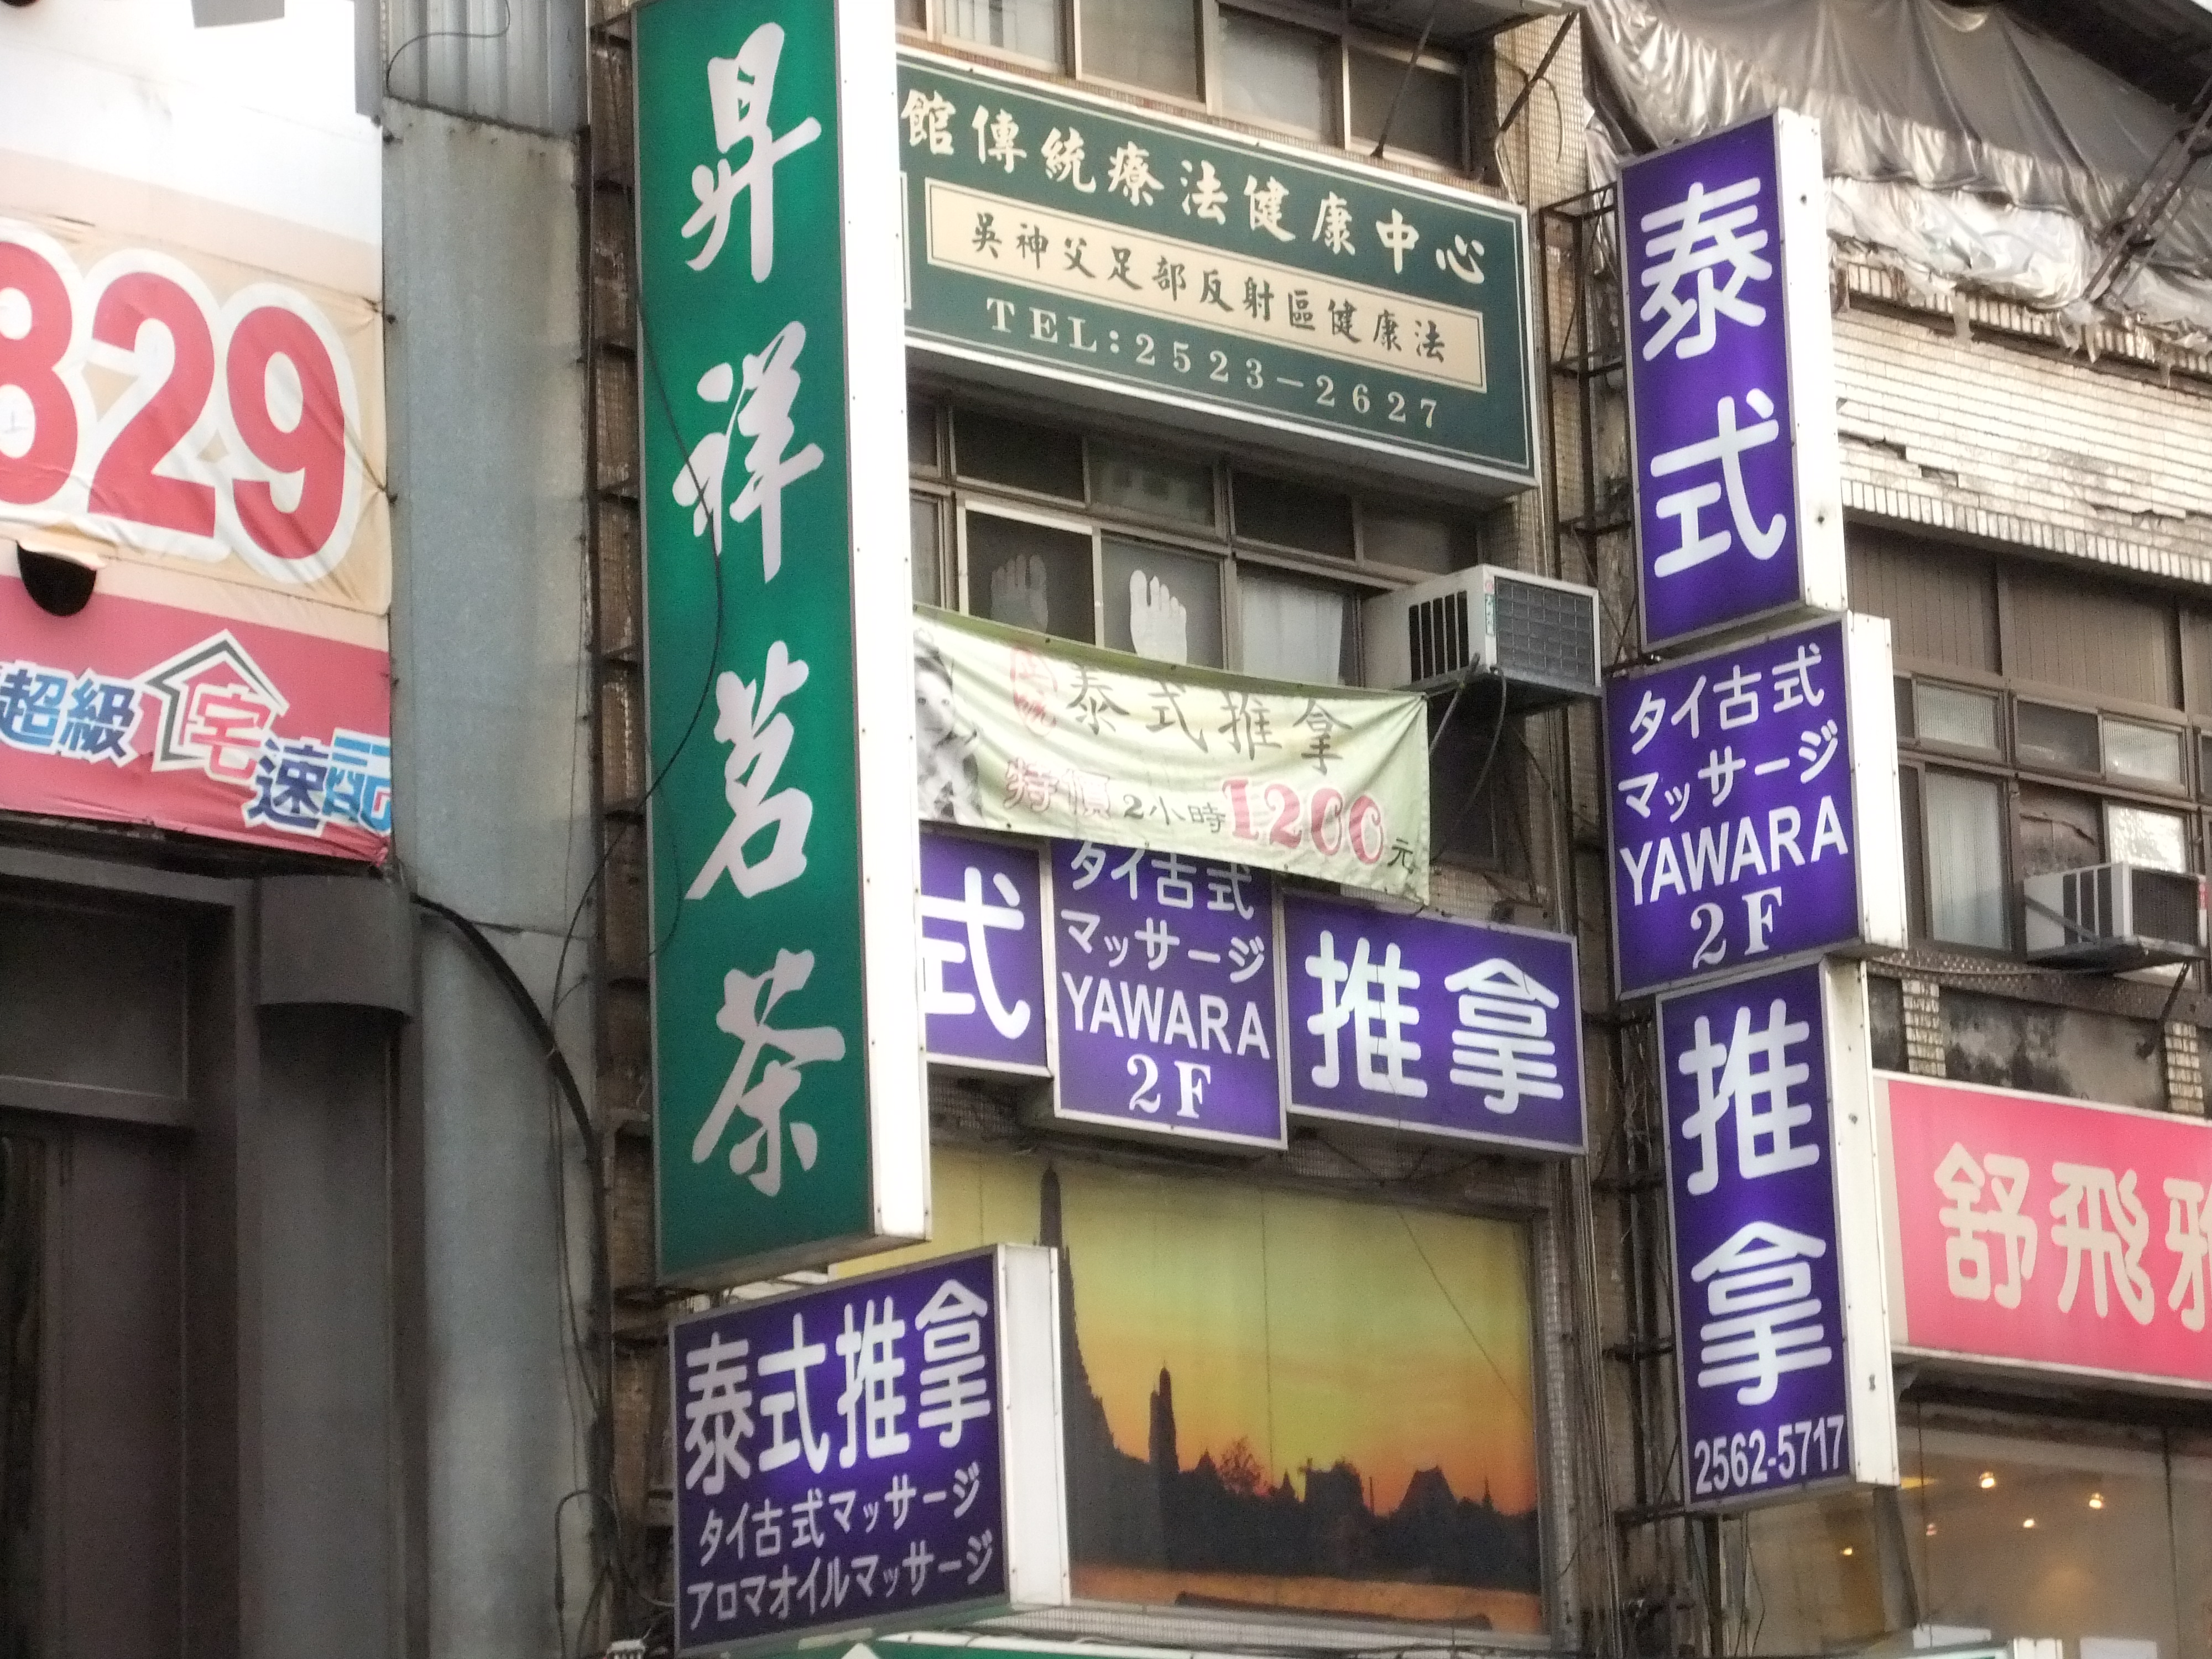 829
超級宅速配
昇祥茗茶
館傳統療法健康中心
吳神父足部反射區健康法
TEL:2523-2627
泰式推拿
特價2小時1200元
式
タイ古式
マッサージ
YAWARA
2F
推拿
泰式推拿
タイ古式マッサージ
アロマオイルマッサージ
泰式
タイ古式
マッサージ
YAWARA
2F
推拿
2562-5717
舒飛